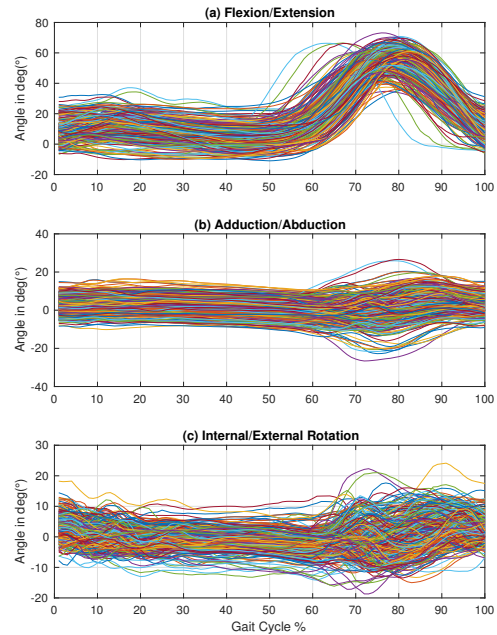 (a) Flexion/Extension
Angle in deg(°)
80
60
40
20
0
-20
0 10 20 30 40 50 60 70 80 90 100
(b) Adduction/Abduction
Angle in deg(°)
40
20
0
-20
-40
0 10 20 30 40 50 60 70 80 90 100
(c) Internal/External Rotation
Angle in deg(°)
30
20
10
0
-10
-20
0 10 20 30 40 50 60 70 80 90 100
Gait Cycle %